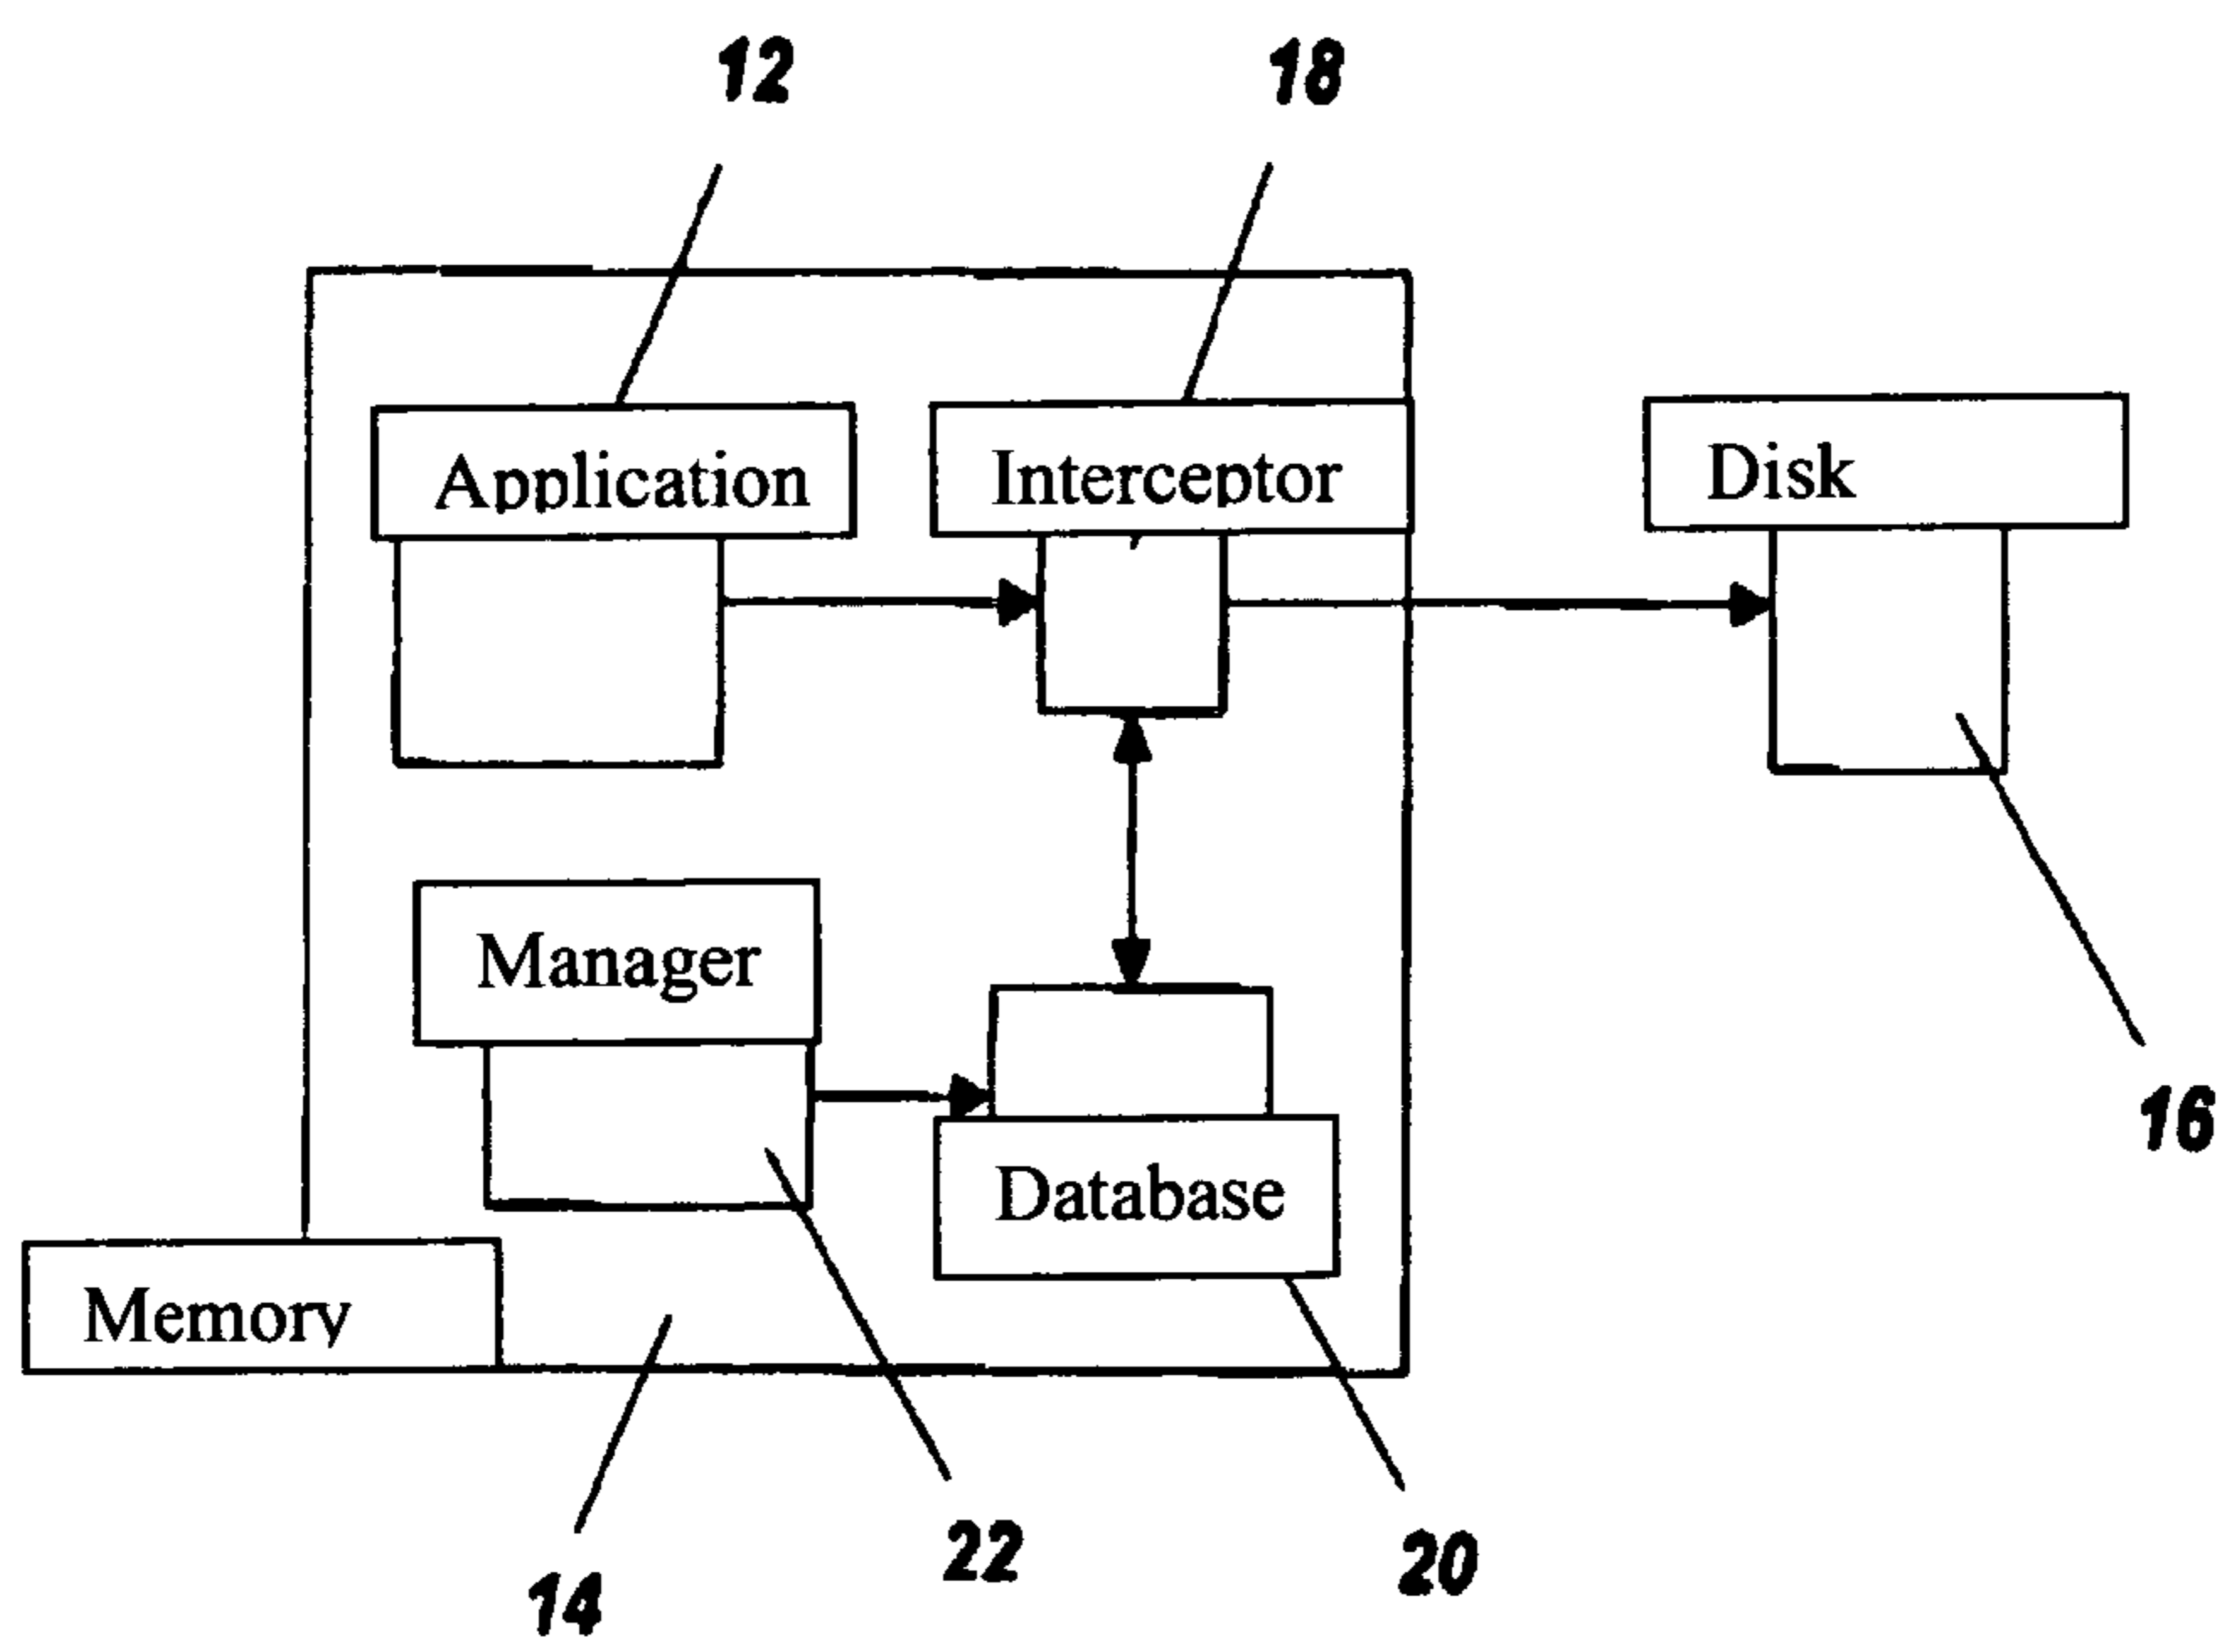 12
18
Application
Interceptor
Disk
Manager
16
Database
Memory
22
20
14